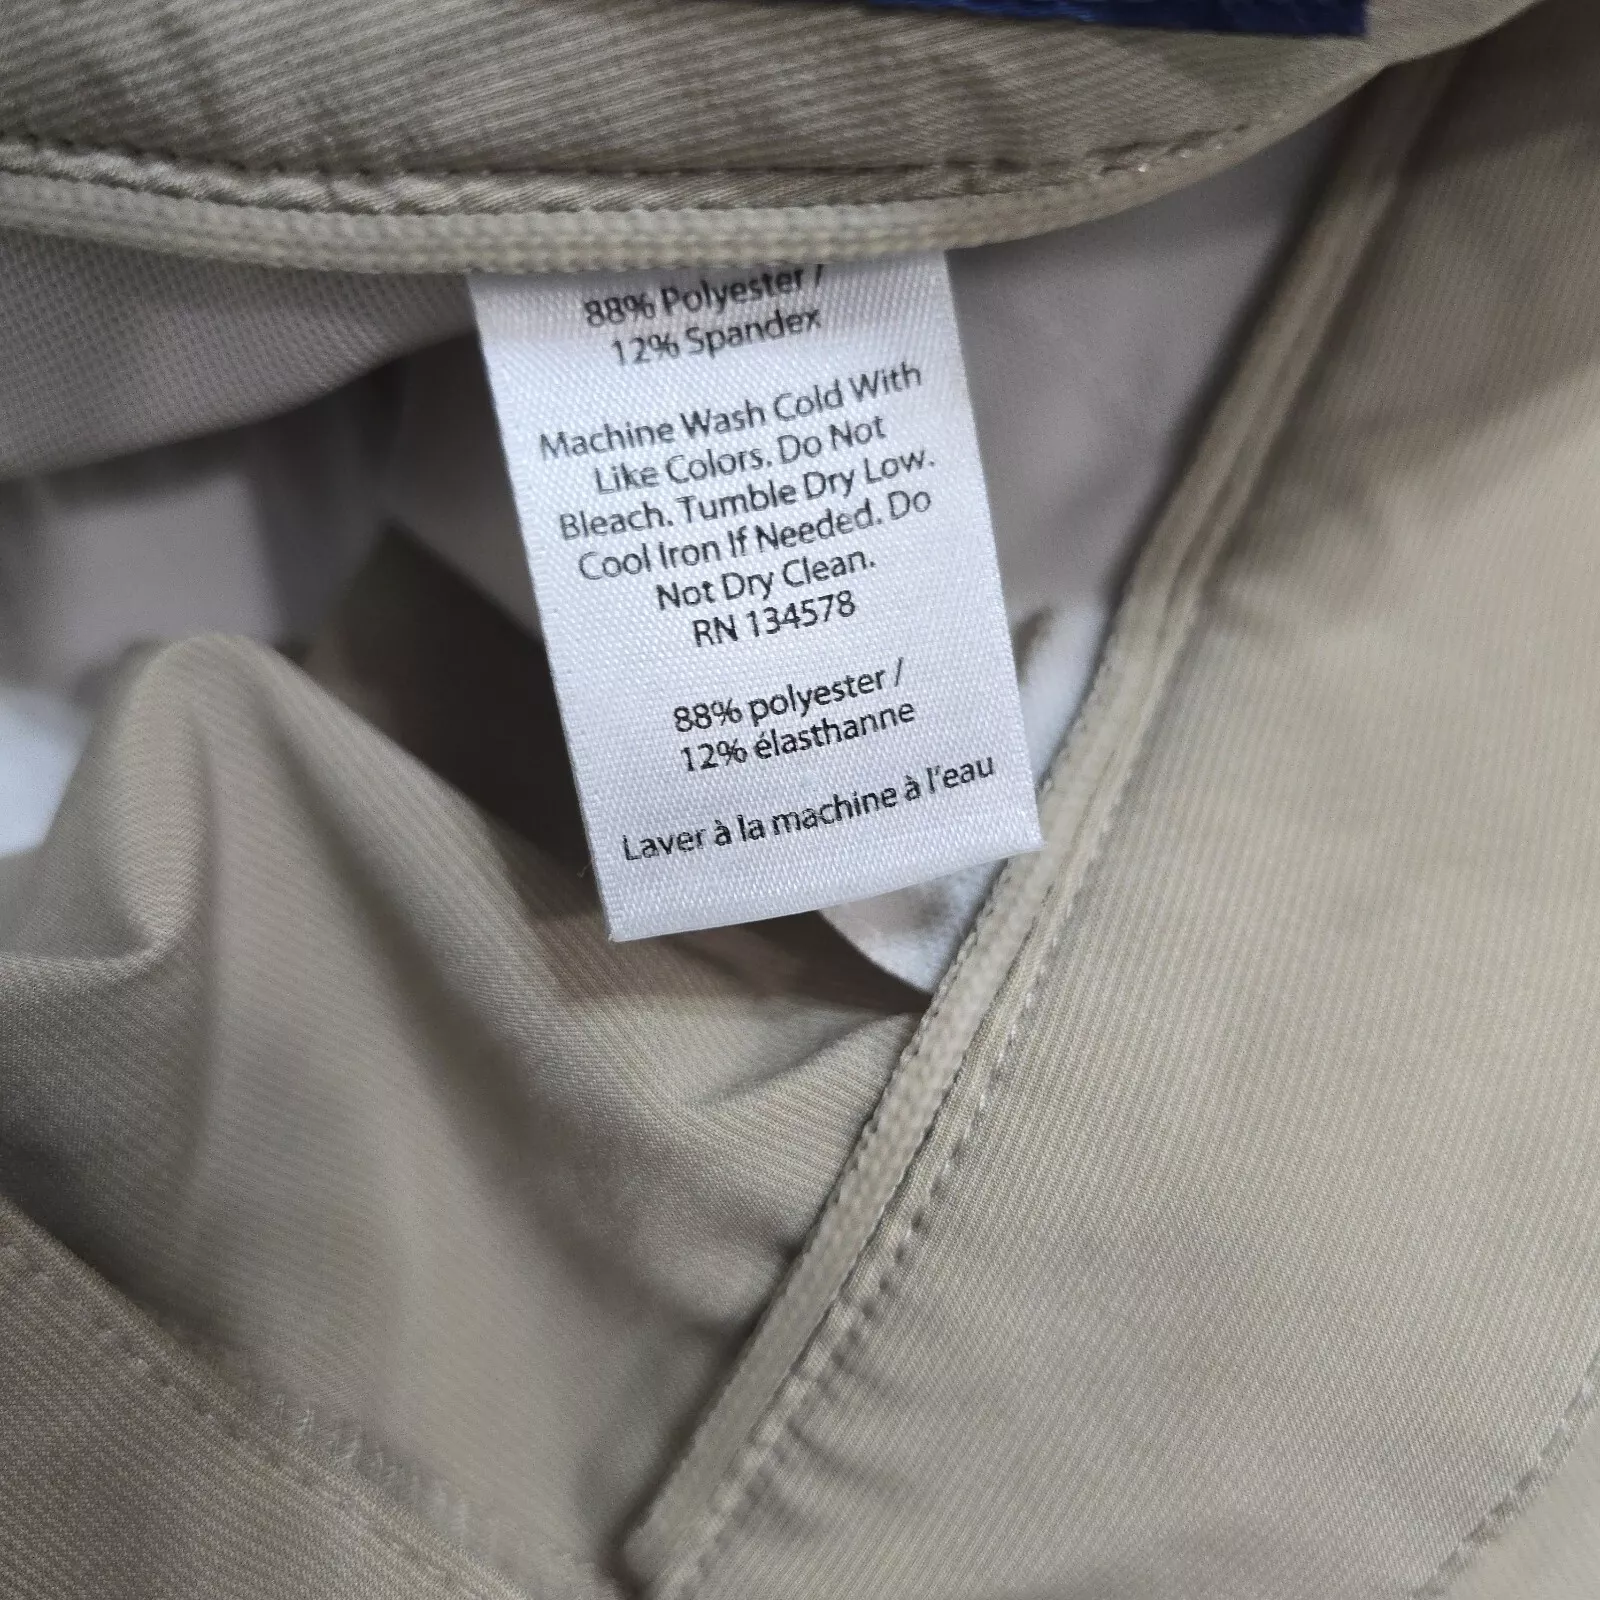 88% Polyester /
12% Spandex
Machine Wash Cold With
Like Colors. Do Not
Bleach. Tumble Dry Low.
Cool Iron If Needed. Do
Not Dry Clean.
RN 134578
88% polyester /
12% élasthanne
Laver à la machine à l'eau